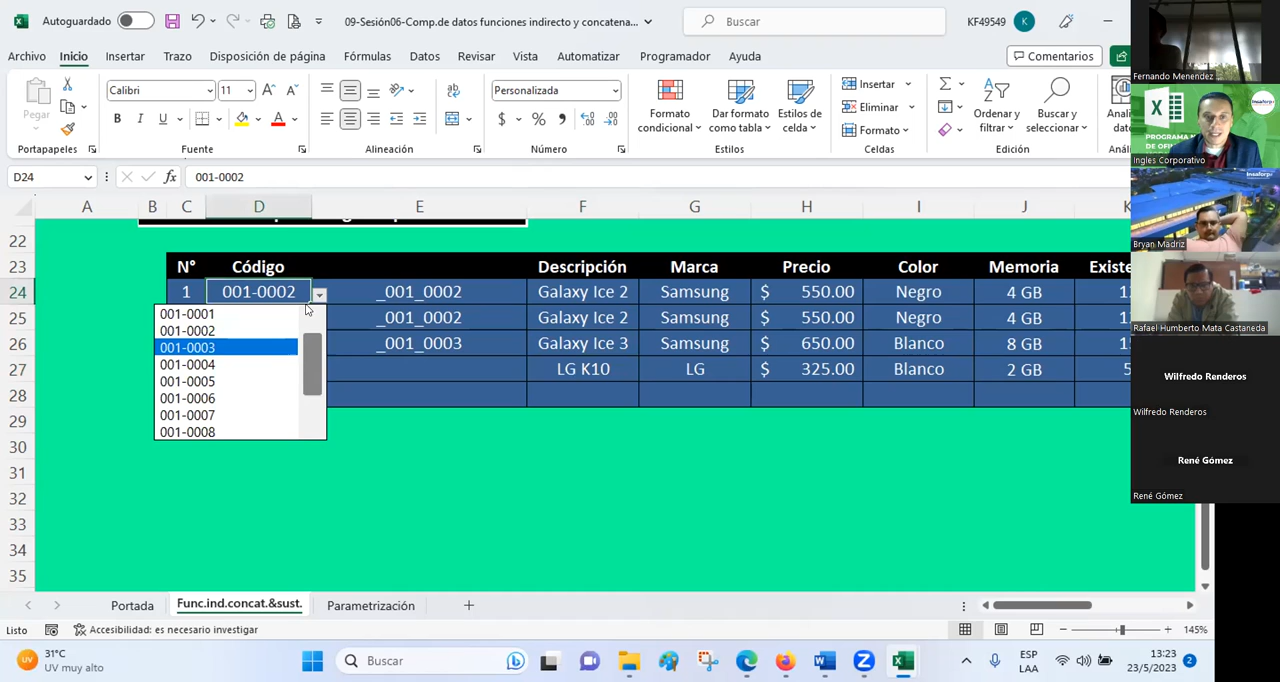 Autoguardado
09-Sesión06-Comp.de datos funciones indirecto y concatena...
Buscar
KF49549
K
Archivo Inicio Insertar Trazo Disposición de página Fórmulas Datos Revisar Vista Automatizar Programador Ayuda
Comentarios
Pegar
Portapapeles
Calibri 11
N K S
Fuente
Alineación
Personalizada
$ % 000
Número
Formato condicional
Dar formato como tabla
Estilos de celda
Estilos
Insertar
Eliminar
Formato
Celdas
Ordenar y filtrar
Buscar y seleccionar
Edición
D24
fx
001-0002
A B C D E F G H I J K
22
23 N° Código Descripción Marca Precio Color Memoria Existe
24 1 001-0002 _001_0002 Galaxy Ice 2 Samsung $ 550.00 Negro 4 GB
25 _001_0002 Galaxy Ice 2 Samsung $ 550.00 Negro 4 GB
26 _001_0003 Galaxy Ice 3 Samsung $ 650.00 Blanco 8 GB
27 LG K10 LG $ 325.00 Blanco 2 GB
28
29
30
31
32
33
34
35
001-0001
001-0002
001-0003
001-0004
001-0005
001-0006
001-0007
001-0008
Portada Func.ind.concat.&sust. Parametrización
Listo
Accesibilidad: es necesario investigar
145%
31°C
UV muy alto
Buscar
ESP
LAA
13:23
23/5/2023
2
Fernando Menendez
Insaforp
PROGRAMA N
DE OFI
Ingles Corporativo
Insaforp
Bryan Madriz
Rafael Humberto Mata Castaneda
Wilfredo Renderos
Wilfredo Renderos
René Gómez
René Gómez